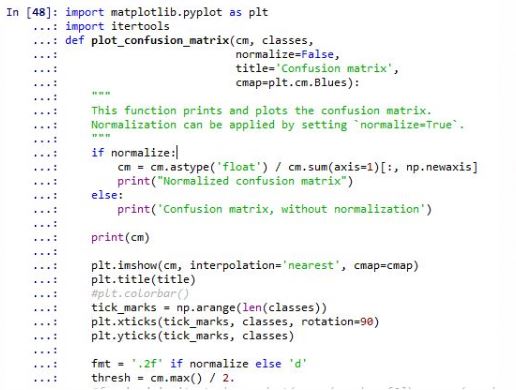 In [48]: import matplotlib.pyplot as plt
    ...: import itertools
    ...: def plot_confusion_matrix(cm, classes,
    ...:                           normalize=False,
    ...:                           title='Confusion matrix',
    ...:                           cmap=plt.cm.Blues):
    ...:     """
    ...:     This function prints and plots the confusion matrix.
    ...:     Normalization can be applied by setting `normalize=True`.
    ...:     """
    ...:     if normalize:
    ...:         cm = cm.astype('float') / cm.sum(axis=1)[:, np.newaxis]
    ...:         print("Normalized confusion matrix")
    ...:     else:
    ...:         print('Confusion matrix, without normalization')
    ...:
    ...:     print(cm)
    ...:
    ...:     plt.imshow(cm, interpolation='nearest', cmap=cmap)
    ...:     plt.title(title)
    ...:     #plt.colorbar()
    ...:     tick_marks = np.arange(len(classes))
    ...:     plt.xticks(tick_marks, classes, rotation=90)
    ...:     plt.yticks(tick_marks, classes)
    ...:
    ...:     fmt = '.2f' if normalize else 'd'
    ...:     thresh = cm.max() / 2.